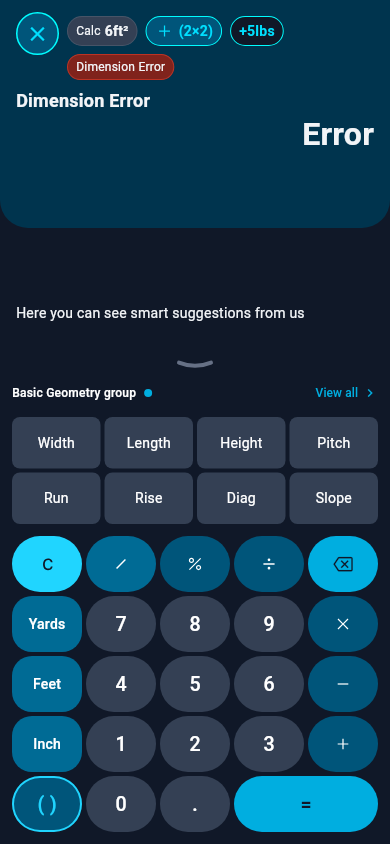 Calc 6ft² + (2×2) +5lbs
Dimension Error
Dimension Error
Error
Here you can see smart suggestions from us
Basic Geometry group View all
Width Length Height Pitch
Run Rise Diag Slope
C ⁄ % ÷
Yards 7 8 9 ×
Feet 4 5 6 −
Inch 1 2 3 +
( ) 0 . =